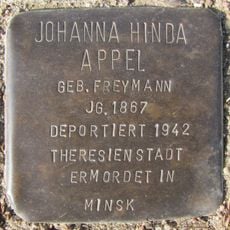 JOHANNA HINDA
APPEL
GEB. FREYMANN
JG. 1867
DEPORTIERT 1942
THERESIENSTADT
ERMORDET IN
MINSK